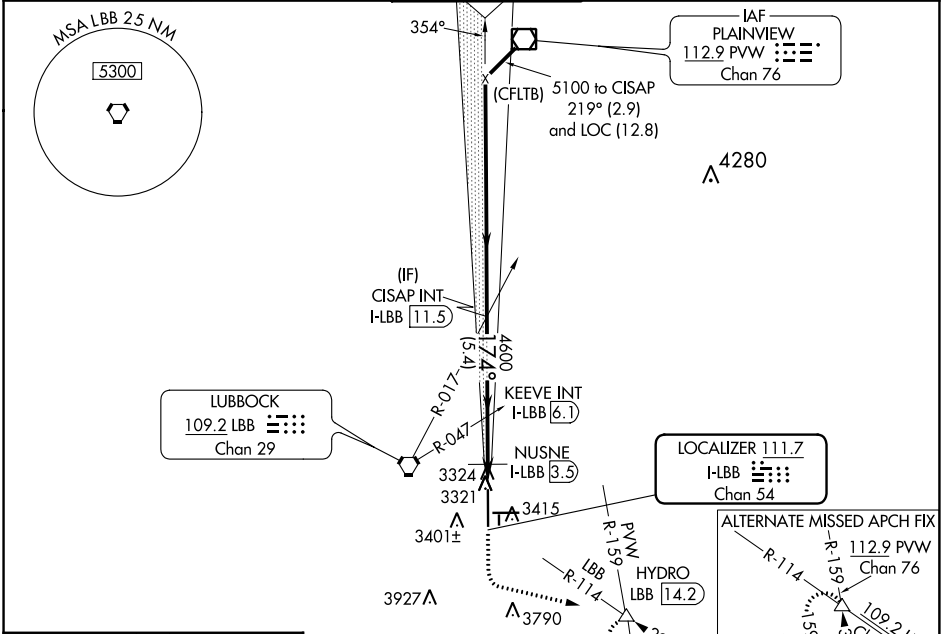 MSA LBB 25 NM
5300
354°
IAF
PLAINVIEW
112.9 PVW
Chan 76
(CFLTB)
5100 to CISAP
219° (2.9)
and LOC (12.8)
4280
(IF)
CISAP INT
I-LBB 11.5
4600
174°
(5.4)
R-017
R-047
LUBBOCK
109.2 LBB
Chan 29
KEEVE INT
I-LBB 6.1
NUSNE
I-LBB 3.5
3324
3321
3415
3401±
LOCALIZER 111.7
I-LBB
Chan 54
PVW
R-159
LBB
R-114
HYDRO
LBB 14.2
3927
3790
ALTERNATE MISSED APCH FIX
R-114
R-159
112.9 PVW
Chan 76
109.2